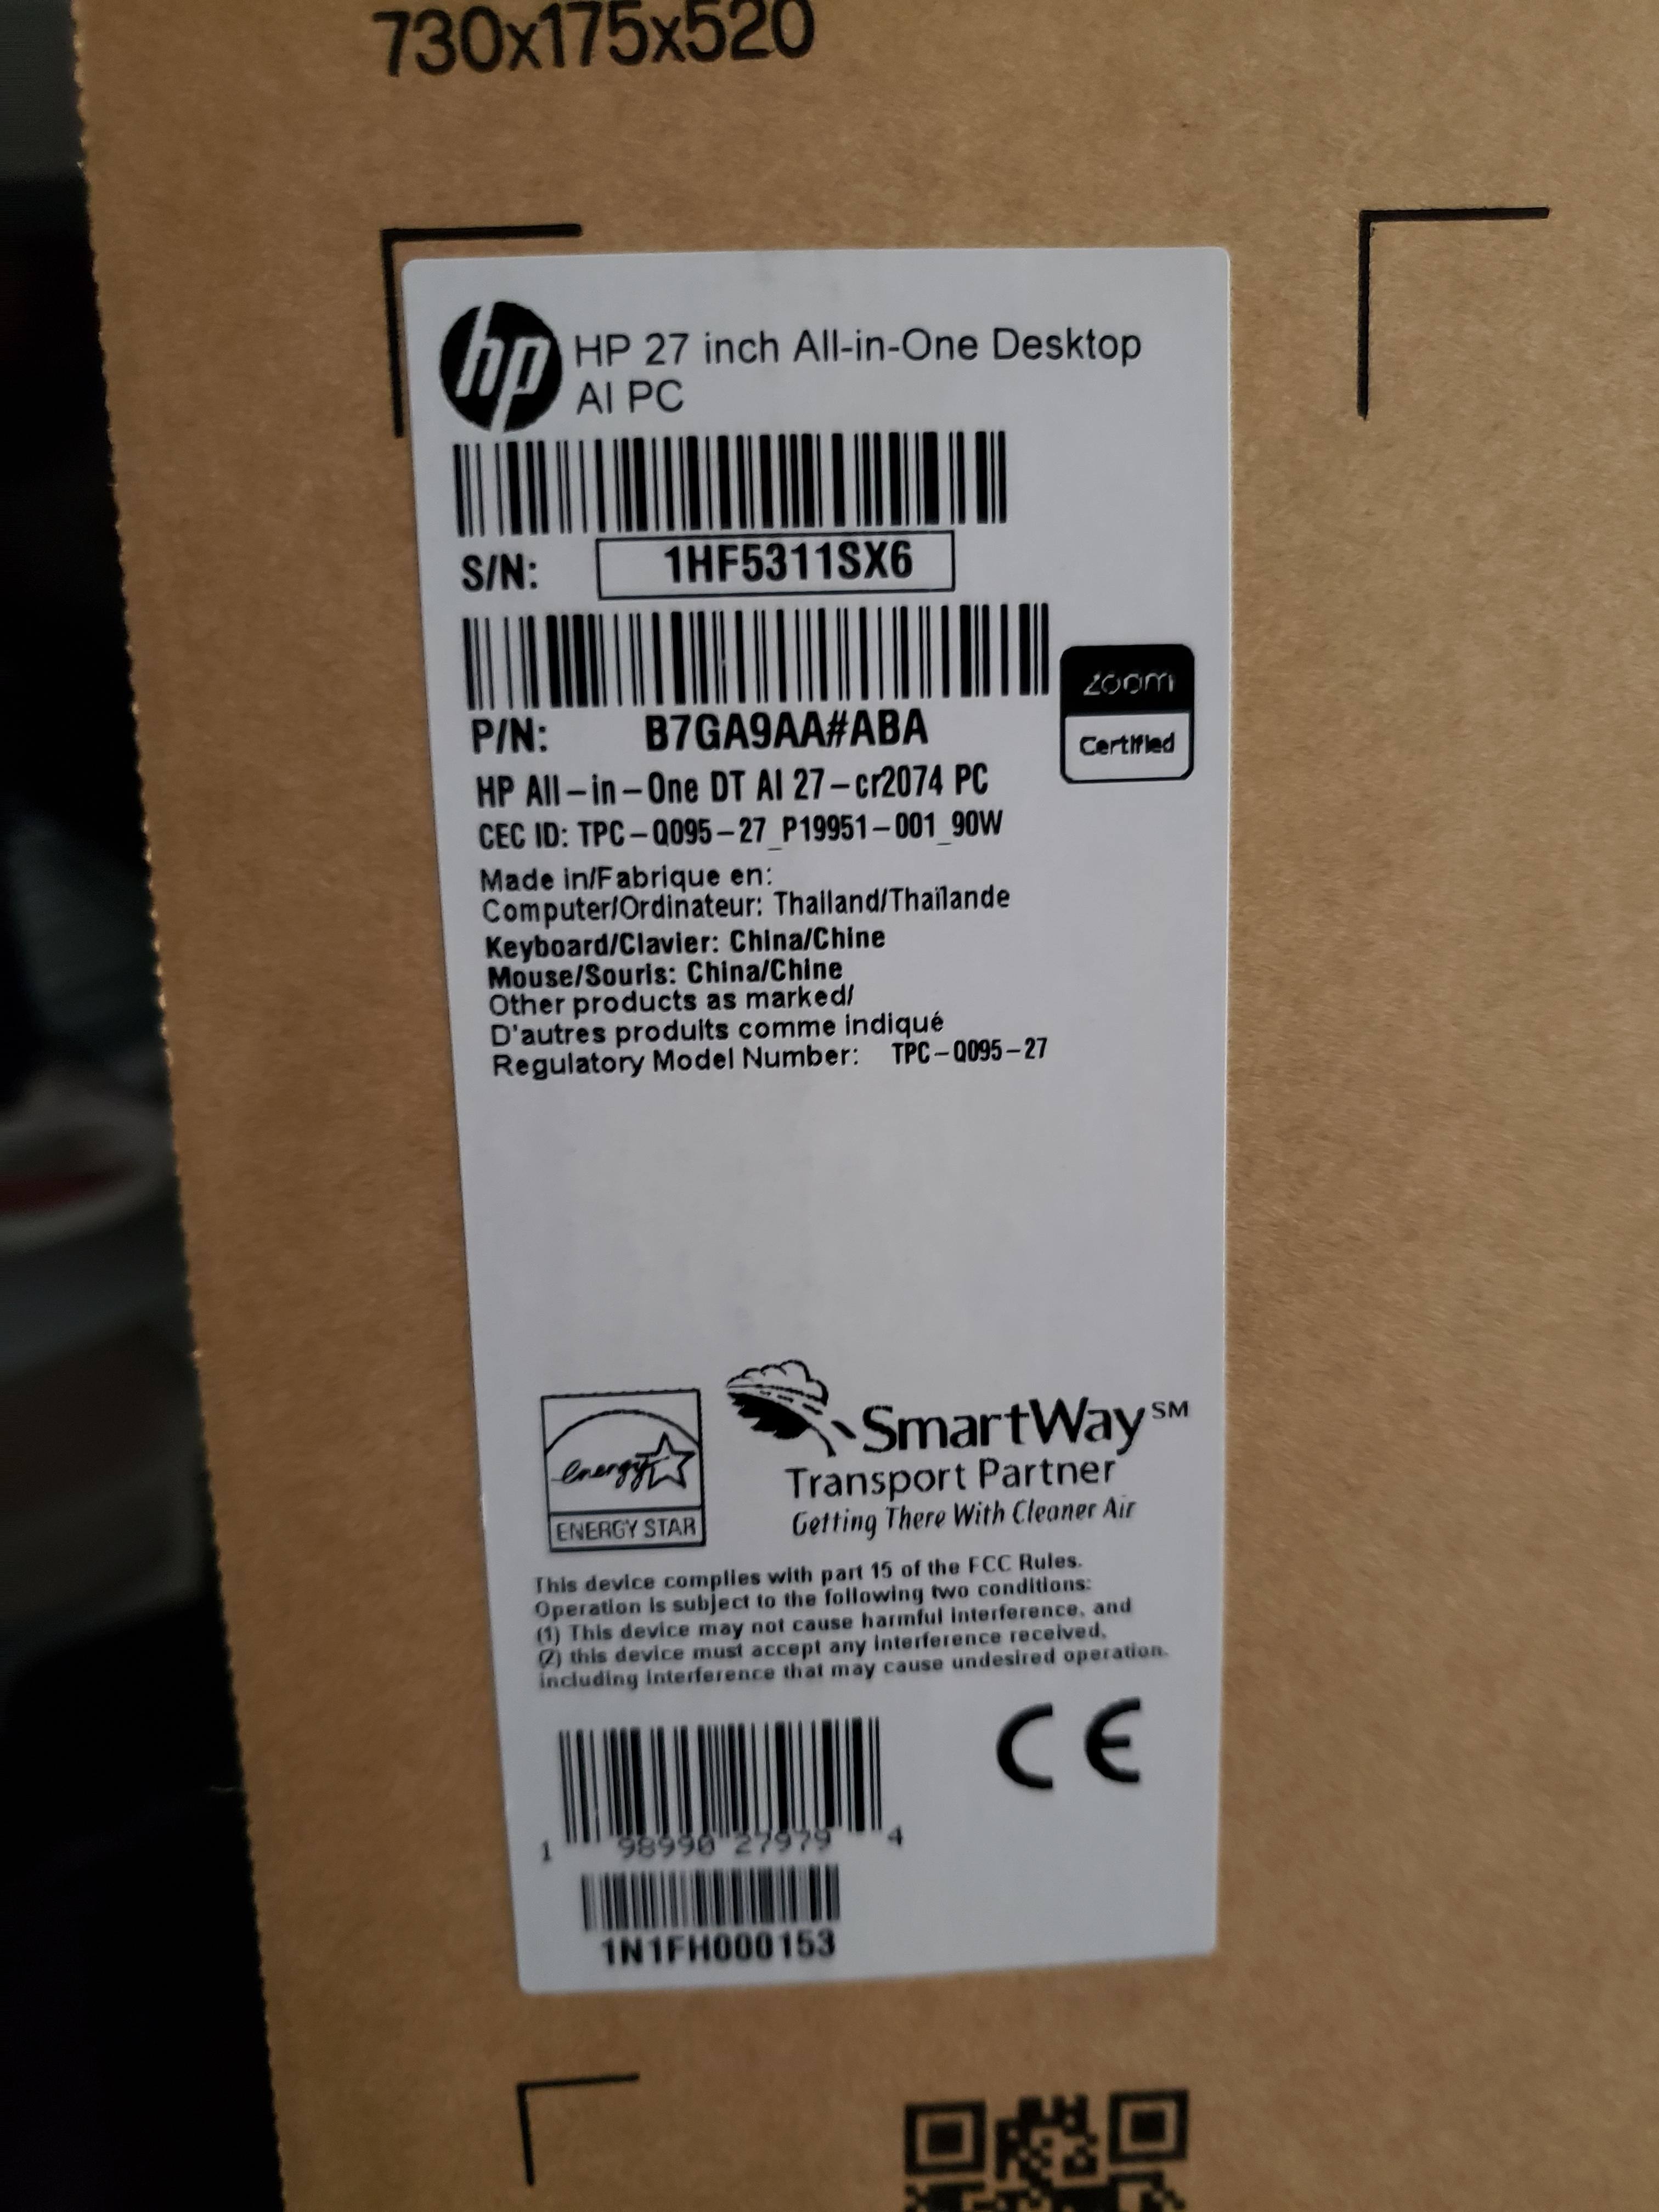 730x175x520
hp HP 27 inch All-in-One Desktop
AI PC
S/N: 1HF5311SX6
P/N: B7GA9AA#ABA
zoom
Certified
HP All-in-One DT AI 27-cr2074 PC
CEC ID: TPC-Q095-27_P19951-001_90W
Made in/Fabrique en:
Computer/Ordinateur: Thailand/Thaïlande
Keyboard/Clavier: China/Chine
Mouse/Souris: China/Chine
Other products as marked/
D'autres produits comme indiqué
Regulatory Model Number: TPC-Q095-27
energy
ENERGY STAR
SmartWay SM
Transport Partner
Getting There With Cleaner Air
This device complies with part 15 of the FCC Rules.
Operation is subject to the following two conditions:
(1) This device may not cause harmful interference, and
(2) this device must accept any interference received,
including interference that may cause undesired operation.
CE
1 98990 27979 4
1N1FH000153